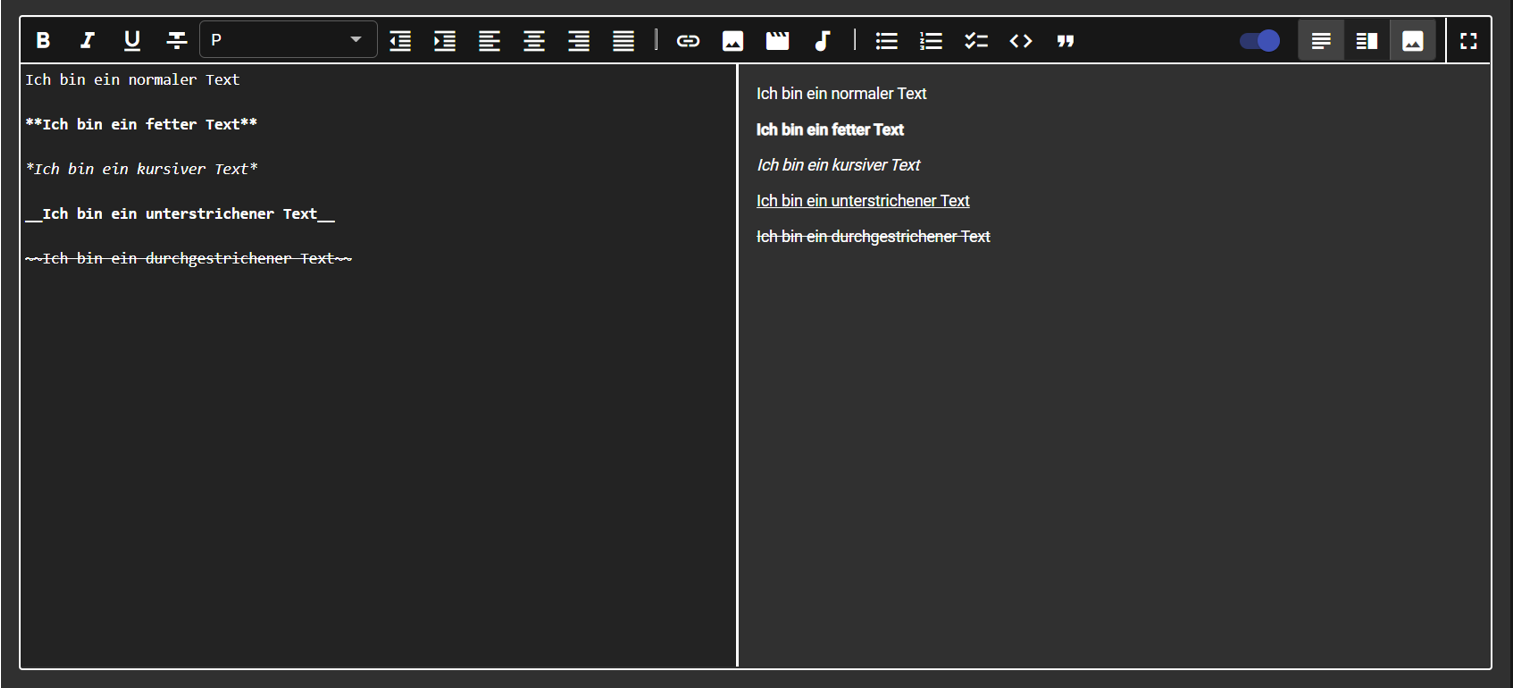 P
Ich bin ein normaler Text
**Ich bin ein fetter Text**
*Ich bin ein kursiver Text*
__Ich bin ein unterstrichener Text__
~~Ich bin ein durchgestrichener Text~~
Ich bin ein normaler Text
Ich bin ein fetter Text
Ich bin ein kursiver Text
Ich bin ein unterstrichener Text
Ich bin ein durchgestrichener Text